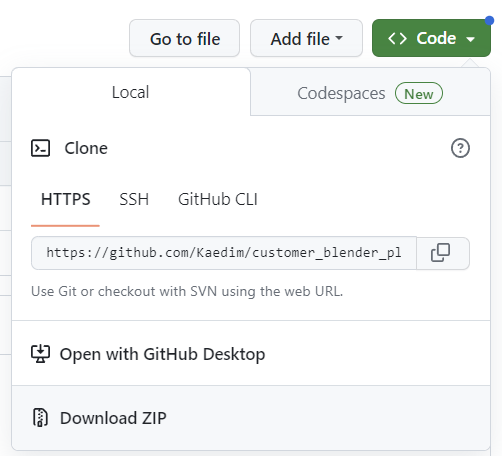 Go to file Add file Code
Local Codespaces New
Clone
HTTPS SSH GitHub CLI
https://github.com/Kaedim/customer_blender_pl
Use Git or checkout with SVN using the web URL.
Open with GitHub Desktop
Download ZIP